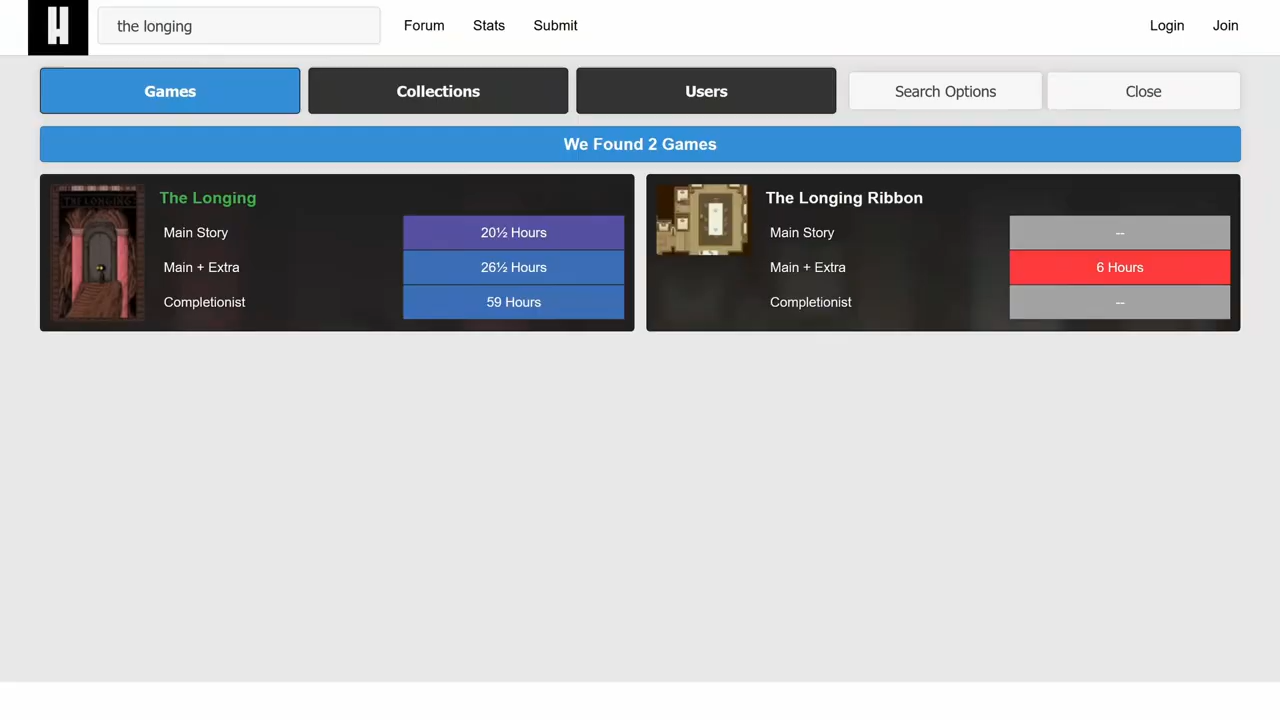 the longing
Forum Stats Submit
Login Join
Games Collections Users Search Options Close
We Found 2 Games
THE LONGING
The Longing
Main Story 20½ Hours
Main + Extra 26½ Hours
Completionist 59 Hours
The Longing Ribbon
Main Story --
Main + Extra 6 Hours
Completionist --